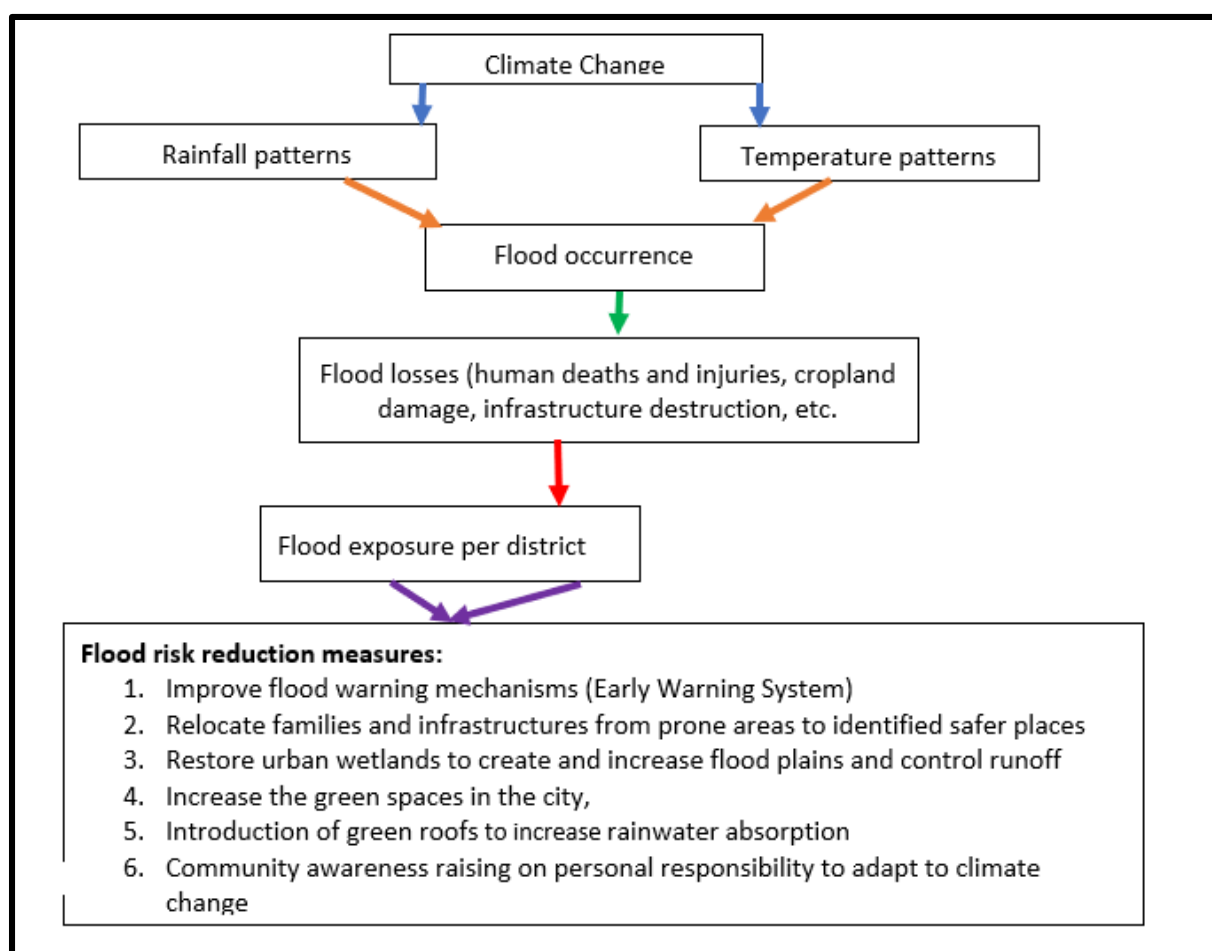 Climate Change
Rainfall patterns
Temperature patterns
Flood occurrence
Flood losses (human deaths and injuries, cropland
damage, infrastructure destruction, etc.
Flood exposure per district
Flood risk reduction measures:
1. Improve flood warning mechanisms (Early Warning System)
2. Relocate families and infrastructures from prone areas to identified safer places
3. Restore urban wetlands to create and increase flood plains and control runoff
4. Increase the green spaces in the city,
5. Introduction of green roofs to increase rainwater absorption
6. Community awareness raising on personal responsibility to adapt to climate
change